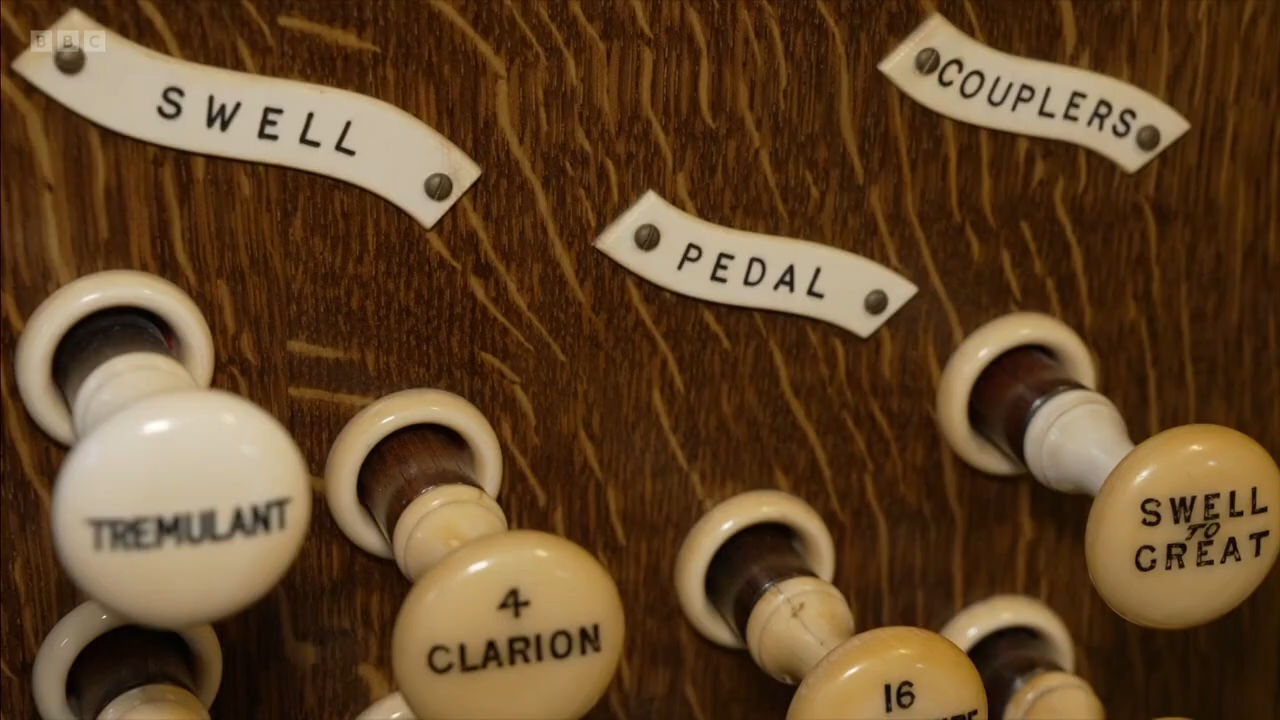 BBC
SWELL
COUPLERS
PEDAL
TREMULANT
4
CLARION
16
SWELL
TO
GREAT